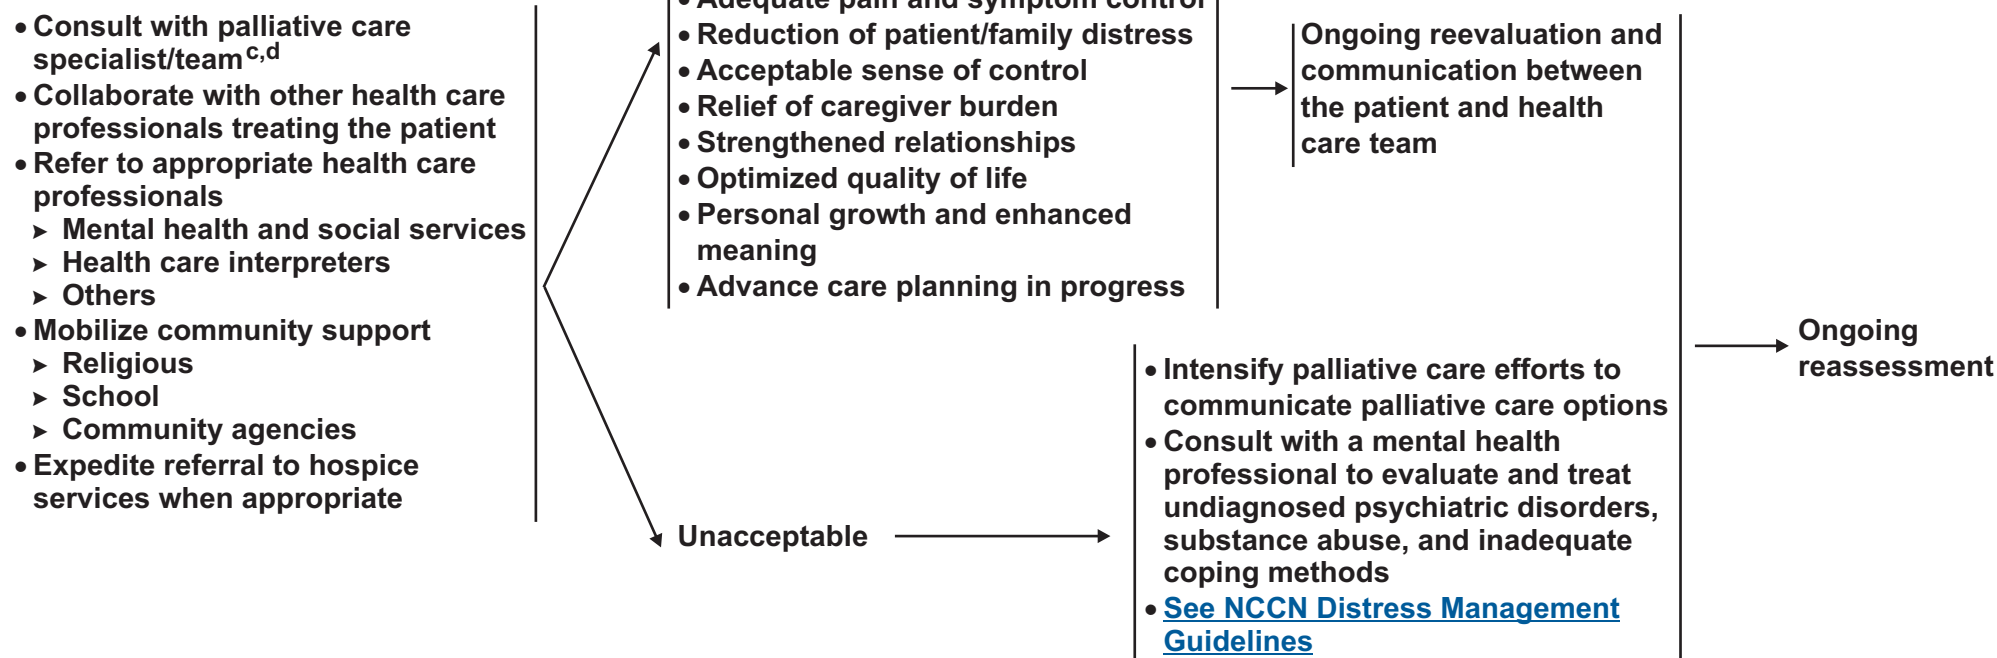 • Consult with palliative care
specialist/team c,d
• Collaborate with other health care
professionals treating the patient
• Refer to appropriate health care
professionals
➤ Mental health and social services
➤ Health care interpreters
➤ Others
• Mobilize community support
➤ Religious
➤ School
➤ Community agencies
• Expedite referral to hospice
services when appropriate
• Adequate pain and symptom control
• Reduction of patient/family distress
• Acceptable sense of control
• Relief of caregiver burden
• Strengthened relationships
• Optimized quality of life
• Personal growth and enhanced
meaning
• Advance care planning in progress
Ongoing reevaluation and
communication between
the patient and health
care team
Unacceptable
• Intensify palliative care efforts to
communicate palliative care options
• Consult with a mental health
professional to evaluate and treat
undiagnosed psychiatric disorders,
substance abuse, and inadequate
coping methods
• See NCCN Distress Management
Guidelines
Ongoing
reassessment